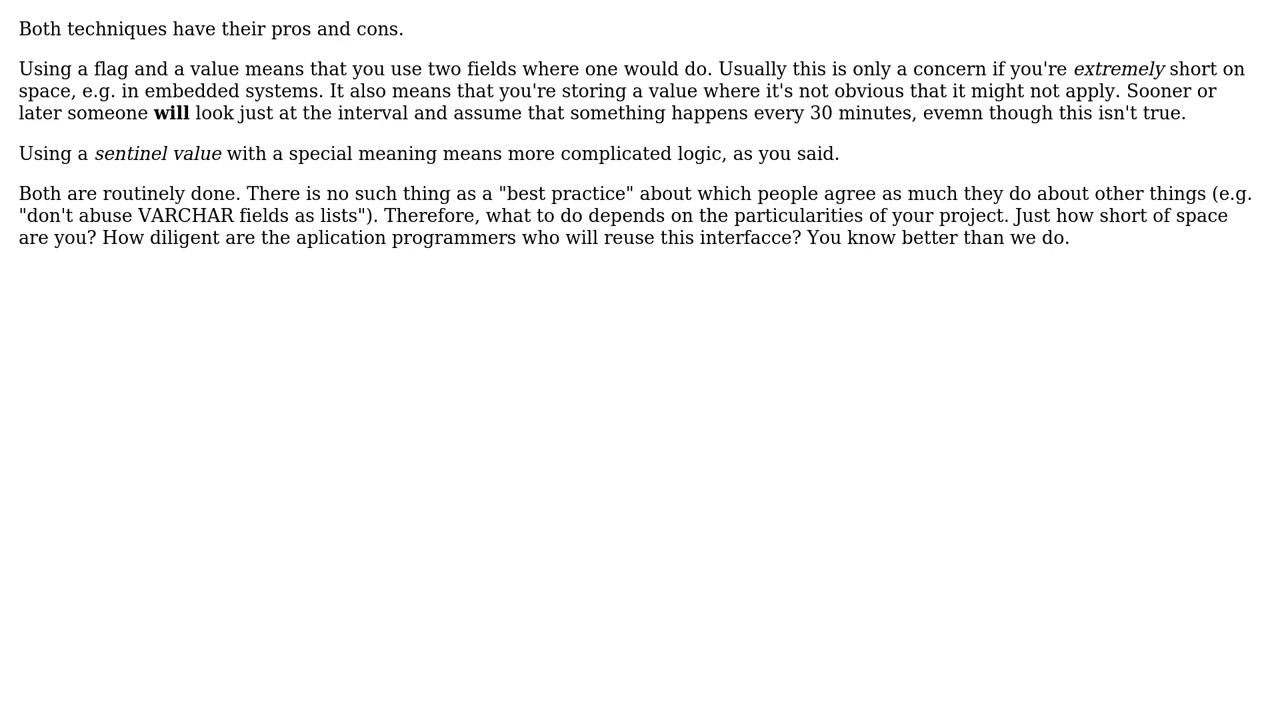 Both techniques have their pros and cons.
Using a flag and a value means that you use two fields where one would do. Usually this is only a concern if you're extremely short on
space, e.g. in embedded systems. It also means that you're storing a value where it's not obvious that it might not apply. Sooner or
later someone will look just at the interval and assume that something happens every 30 minutes, evemn though this isn't true.
Using a sentinel value with a special meaning means more complicated logic, as you said.
Both are routinely done. There is no such thing as a "best practice" about which people agree as much they do about other things (e.g.
"don't abuse VARCHAR fields as lists"). Therefore, what to do depends on the particularities of your project. Just how short of space
are you? How diligent are the aplication programmers who will reuse this interfacce? You know better than we do.